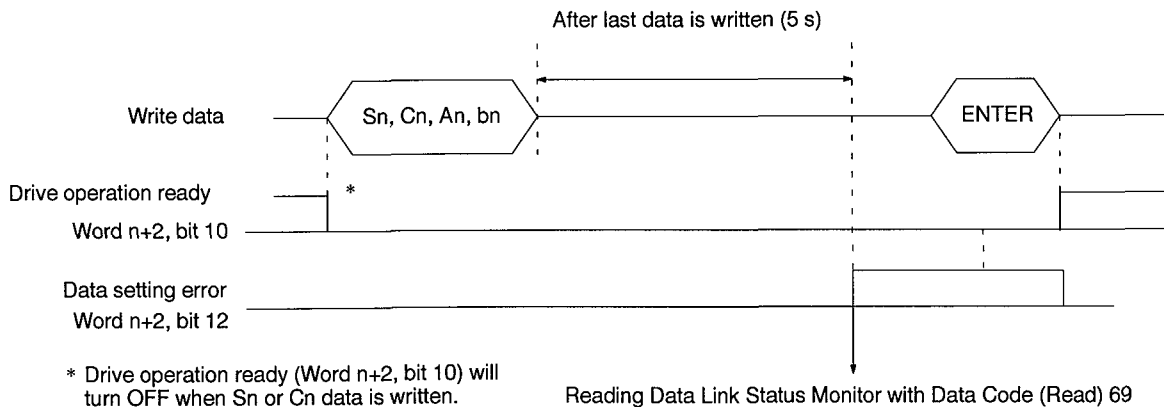 After last data is written (5 s)
Write data
Sn, Cn, An, bn
ENTER
Drive operation ready
*
Word n+2, bit 10
Data setting error
Word n+2, bit 12
* Drive operation ready (Word n+2, bit 10) will
turn OFF when Sn or Cn data is written.
Reading Data Link Status Monitor with Data Code (Read) 69